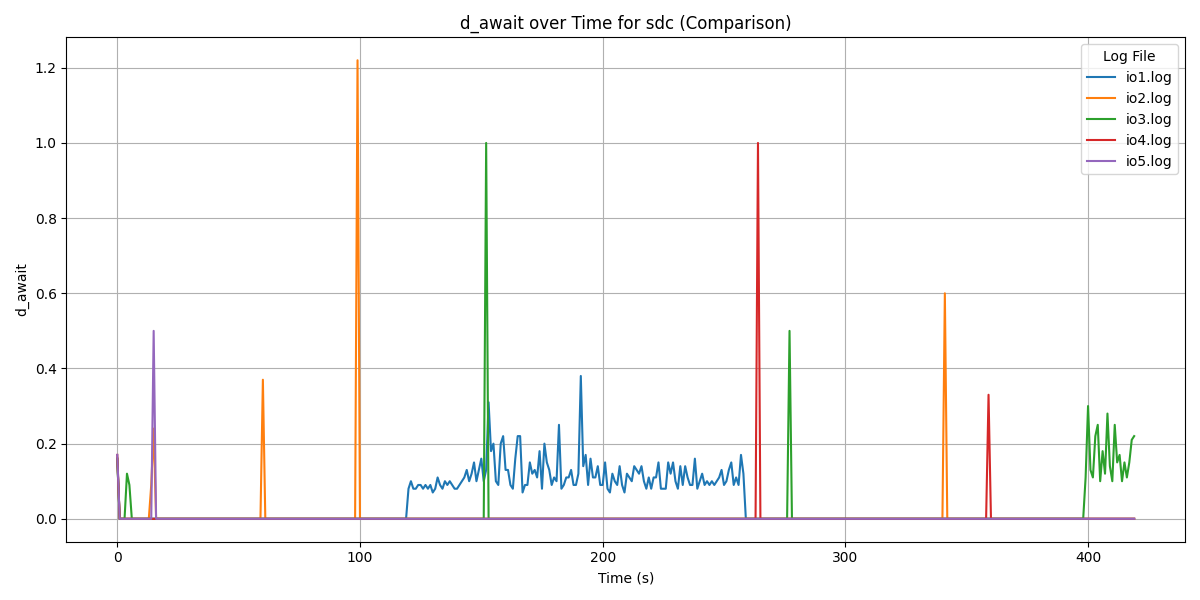 d_await over Time for sdc (Comparison)
Log File
io1.log
io2.log
io3.log
io4.log
io5.log
d_await
1.2
1.0
0.8
0.6
0.4
0.2
0.0
0
100
200
300
400
Time (s)